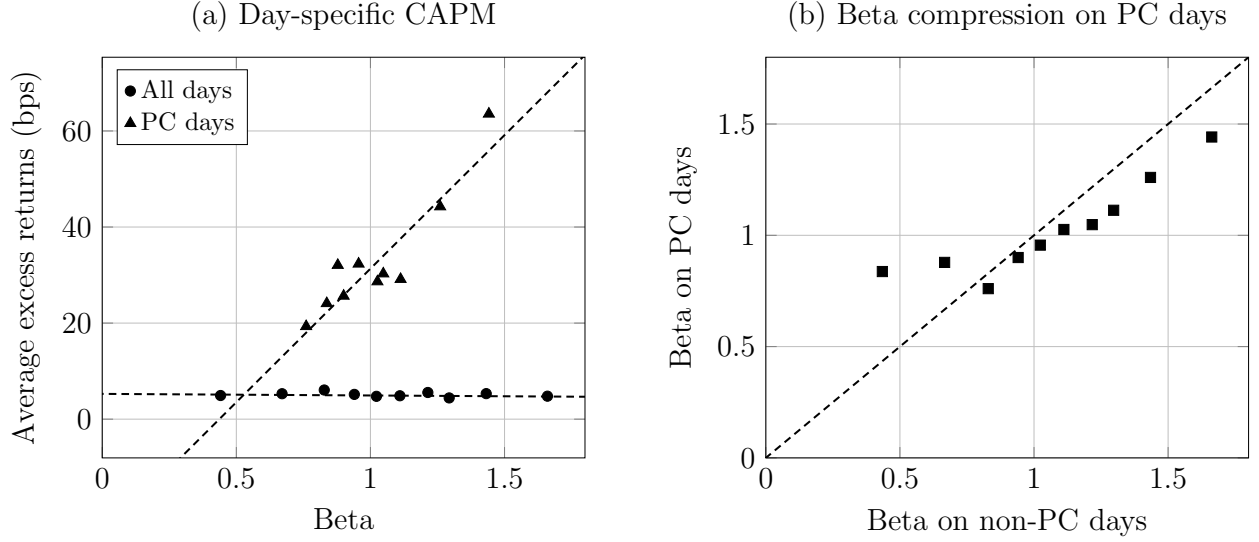 (a) Day-specific CAPM
Average excess returns (bps)
60
40
20
0
0
0.5
1
1.5
Beta
All days
PC days
(b) Beta compression on PC days
Beta on PC days
1.5
1
0.5
0
0
0.5
1
1.5
Beta on non-PC days